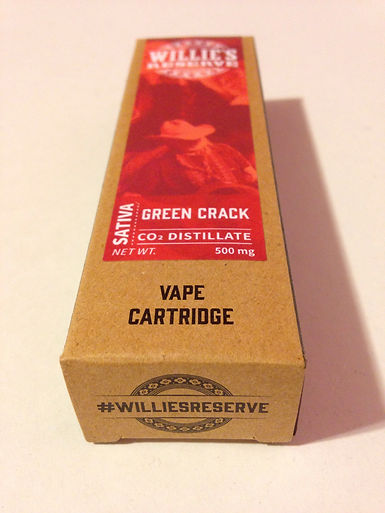 WILLIE'S
RESERVE
SATIVA
GREEN CRACK
CO₂ DISTILLATE
NET WT. 500 mg
VAPE
CARTRIDGE
#WILLIESRESERVE